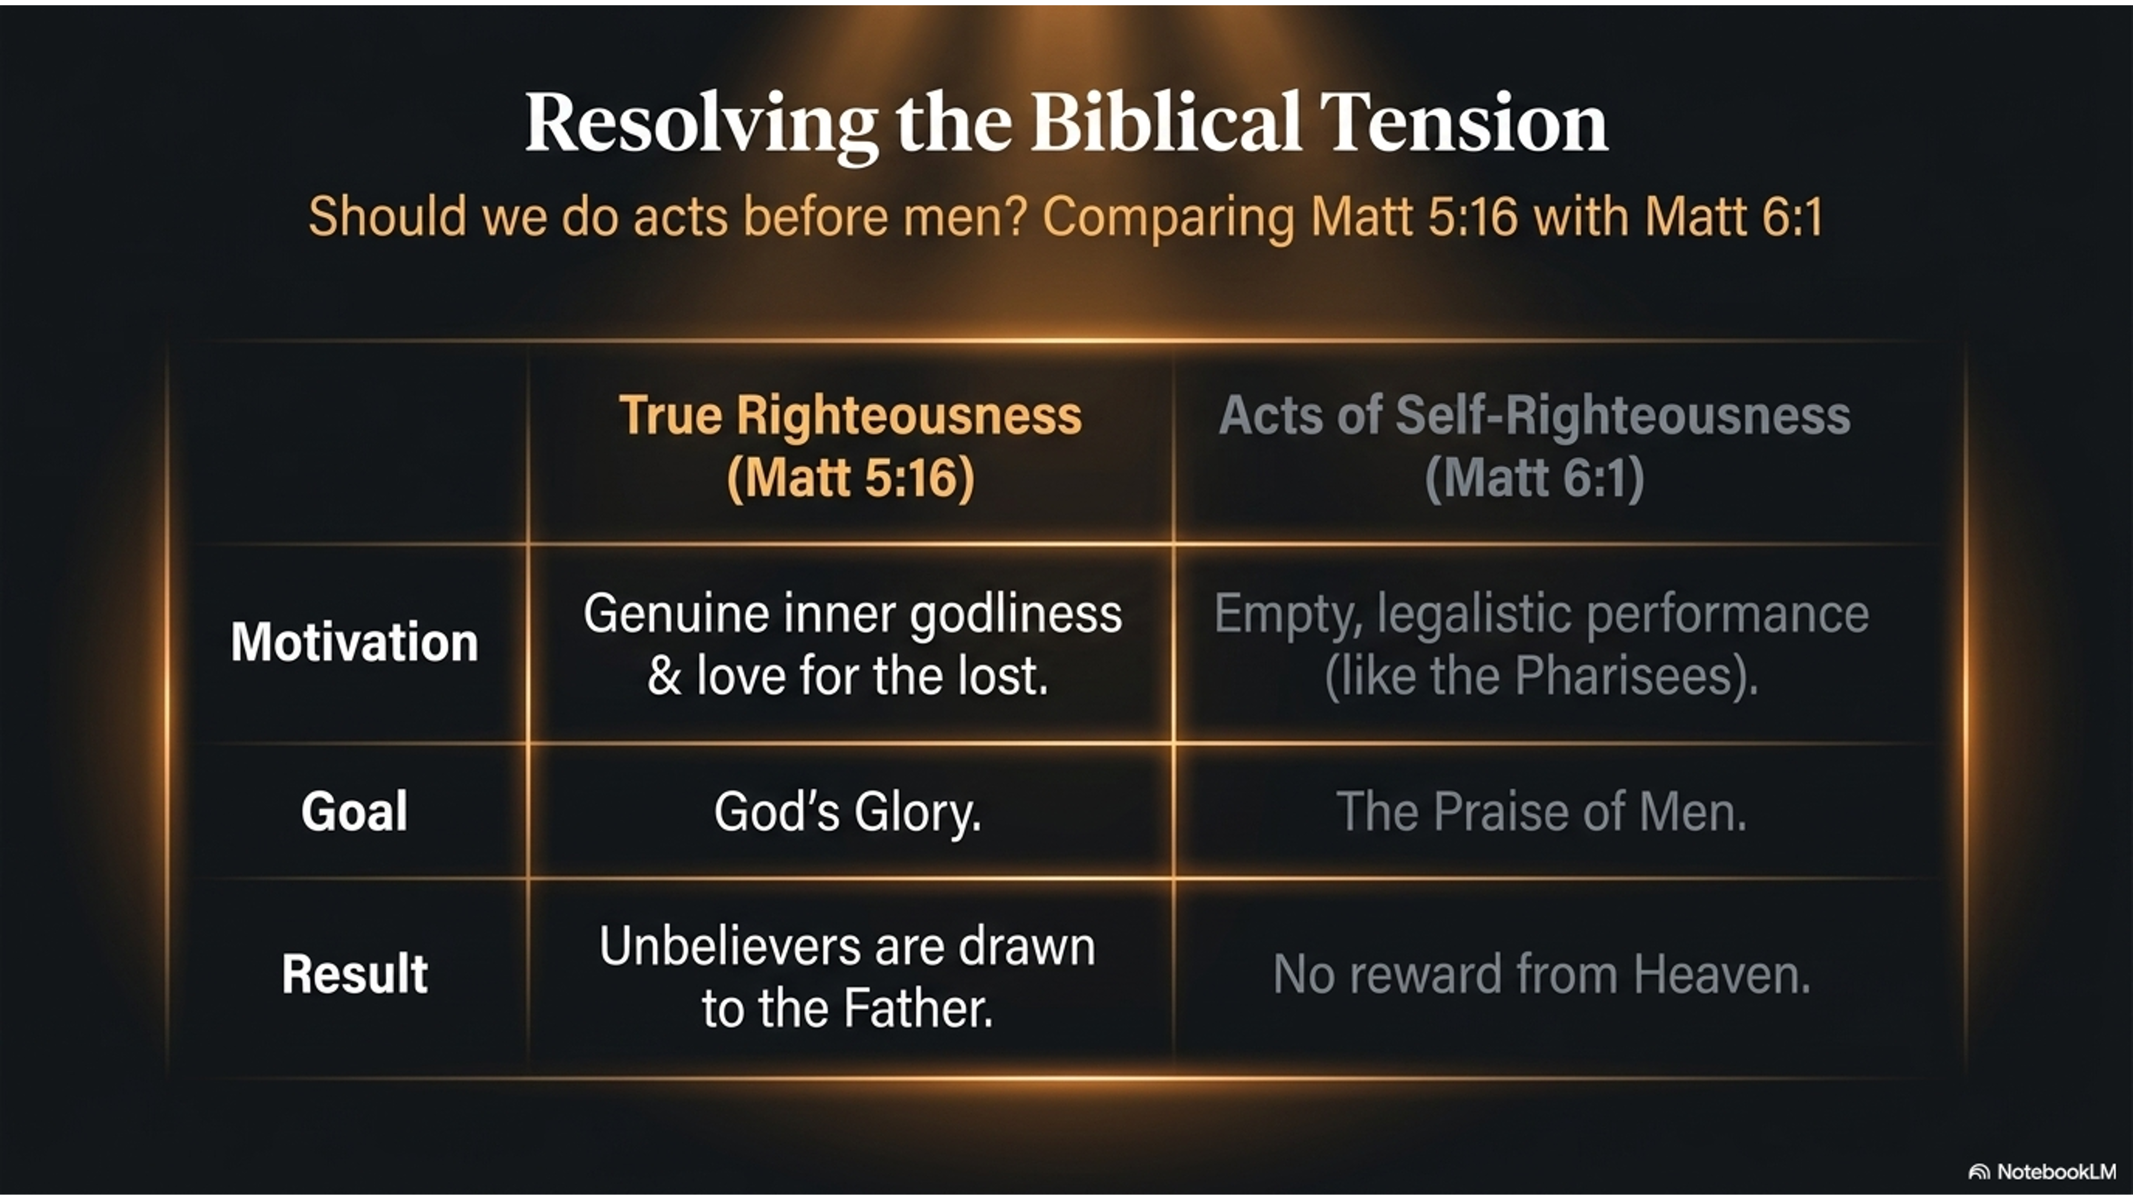 Resolving the Biblical Tension
Should we do acts before men? Comparing Matt 5:16 with Matt 6:1
True Righteousness
(Matt 5:16)
Acts of Self-Righteousness
(Matt 6:1)
Motivation
Genuine inner godliness
& love for the lost.
Empty, legalistic performance
(like the Pharisees).
Goal
God’s Glory.
The Praise of Men.
Result
Unbelievers are drawn
to the Father.
No reward from Heaven.
NotebookLM